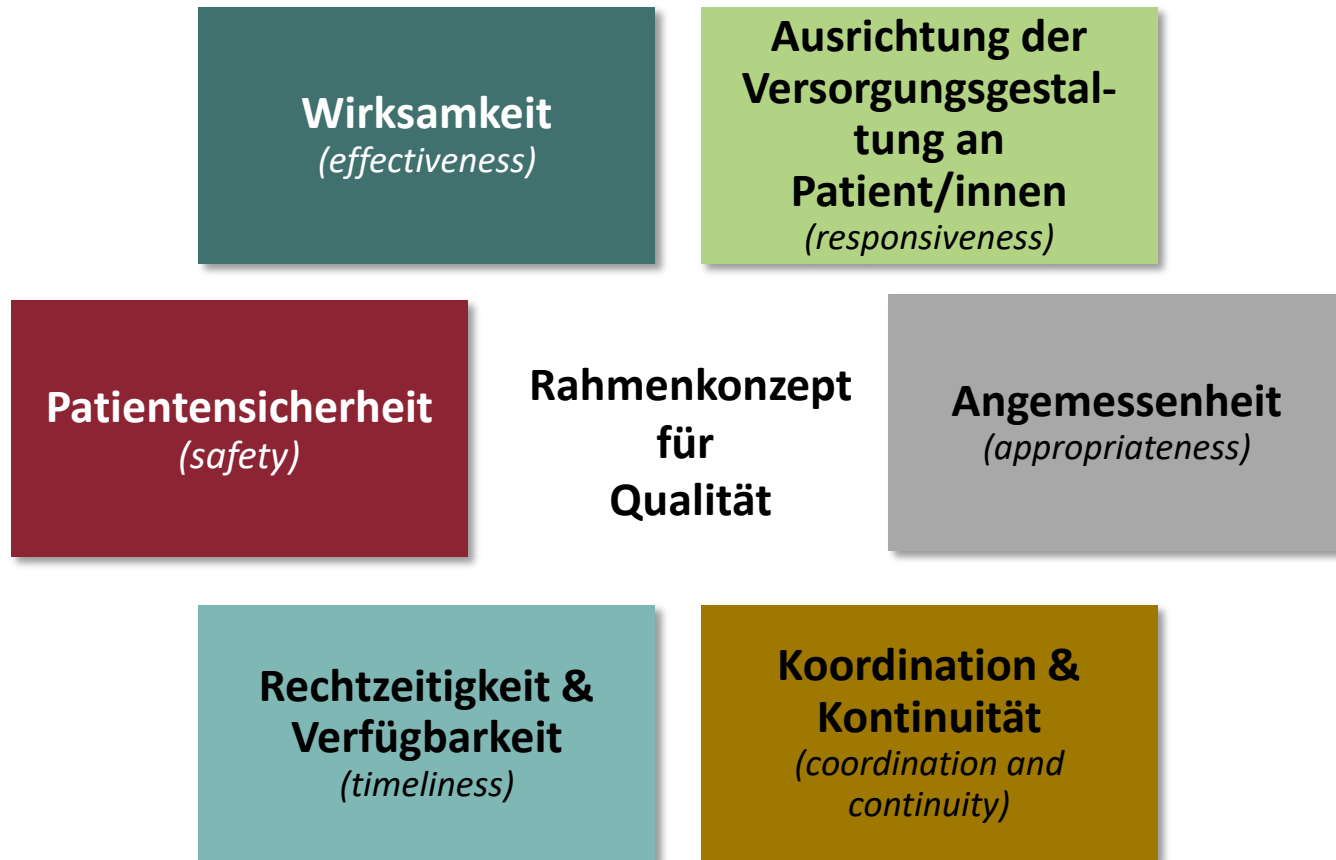 Wirksamkeit
(effectiveness)
Ausrichtung der
Versorgungsgestal-
tung an
Patient/innen
(responsiveness)
Patientensicherheit
(safety)
Rahmenkonzept
für
Qualität
Angemessenheit
(appropriateness)
Rechtzeitigkeit &
Verfügbarkeit
(timeliness)
Koordination &
Kontinuität
(coordination and
continuity)